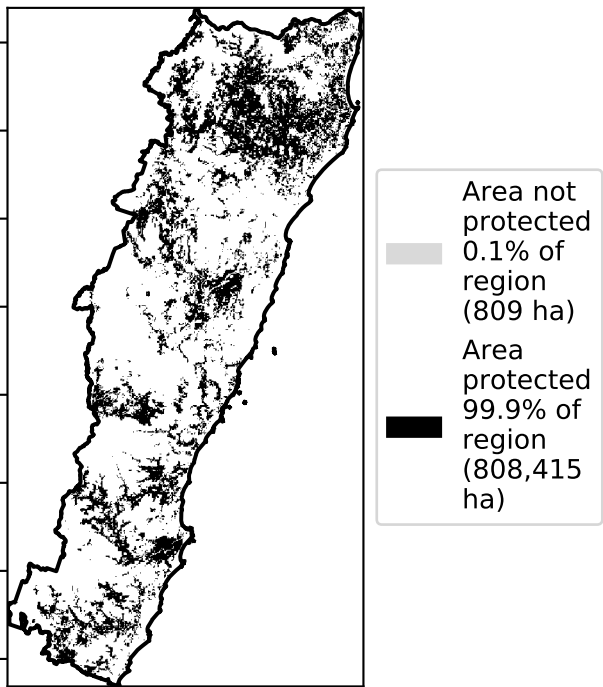 Area not
protected
0.1% of
region
(809 ha)
Area
protected
99.9% of
region
(808,415
ha)